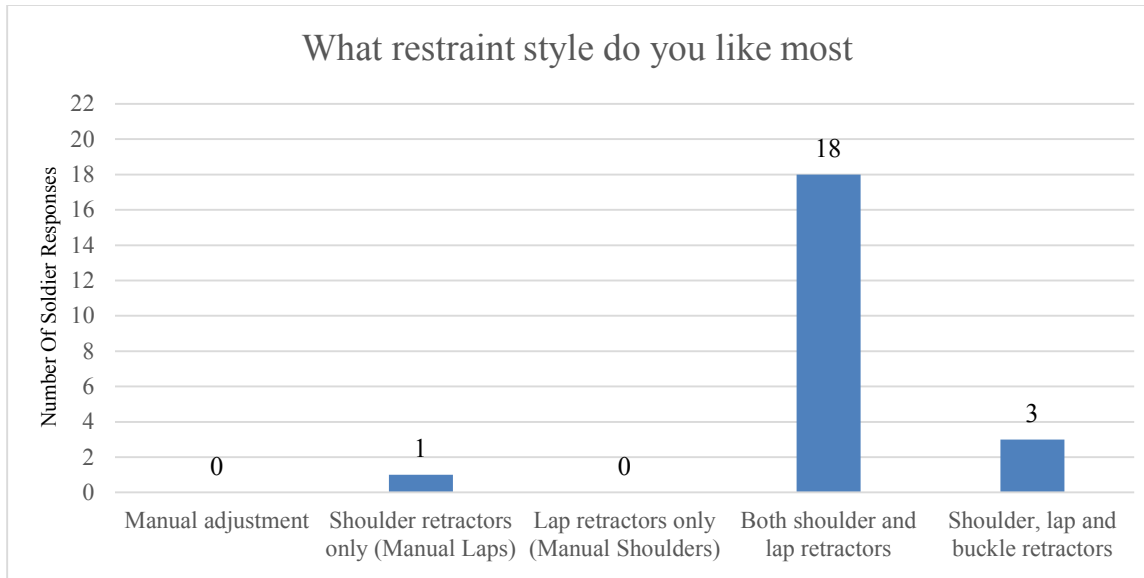 What restraint style do you like most
Number Of Soldier Responses
22
20
18
16
14
12
10
8
6
4
2
0
0
1
0
18
3
Manual adjustment
Shoulder retractors
only (Manual Laps)
Lap retractors only
(Manual Shoulders)
Both shoulder and
lap retractors
Shoulder, lap and
buckle retractors